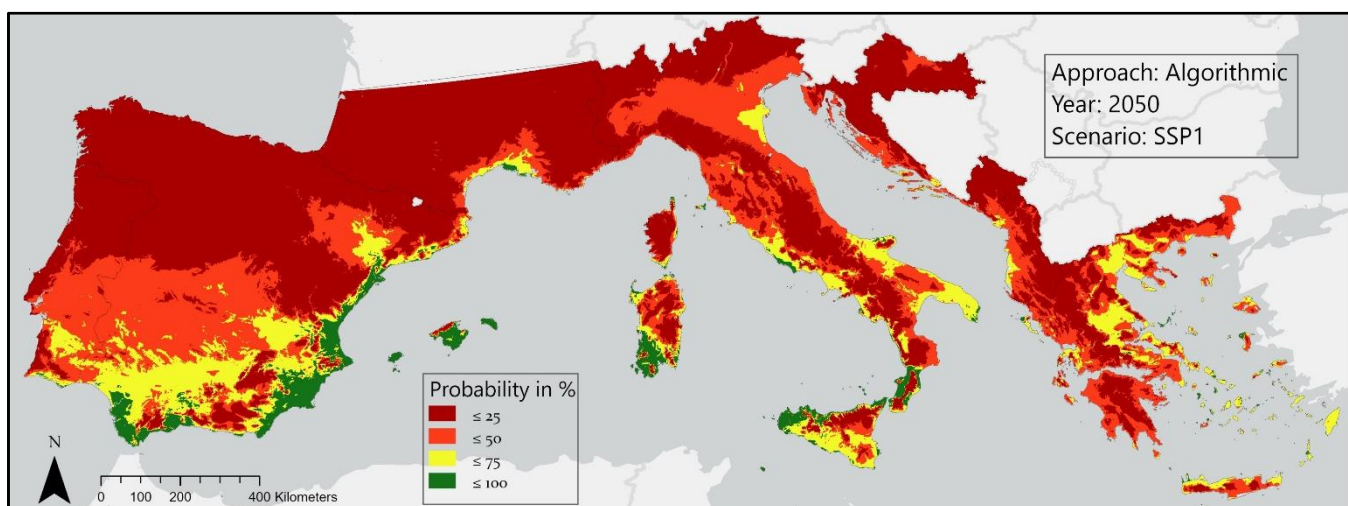 Approach: Algorithmic
Year: 2050
Scenario: SSP1
Probability in %
≤ 25
≤ 50
≤ 75
≤ 100
N
0 100 200 400 Kilometers